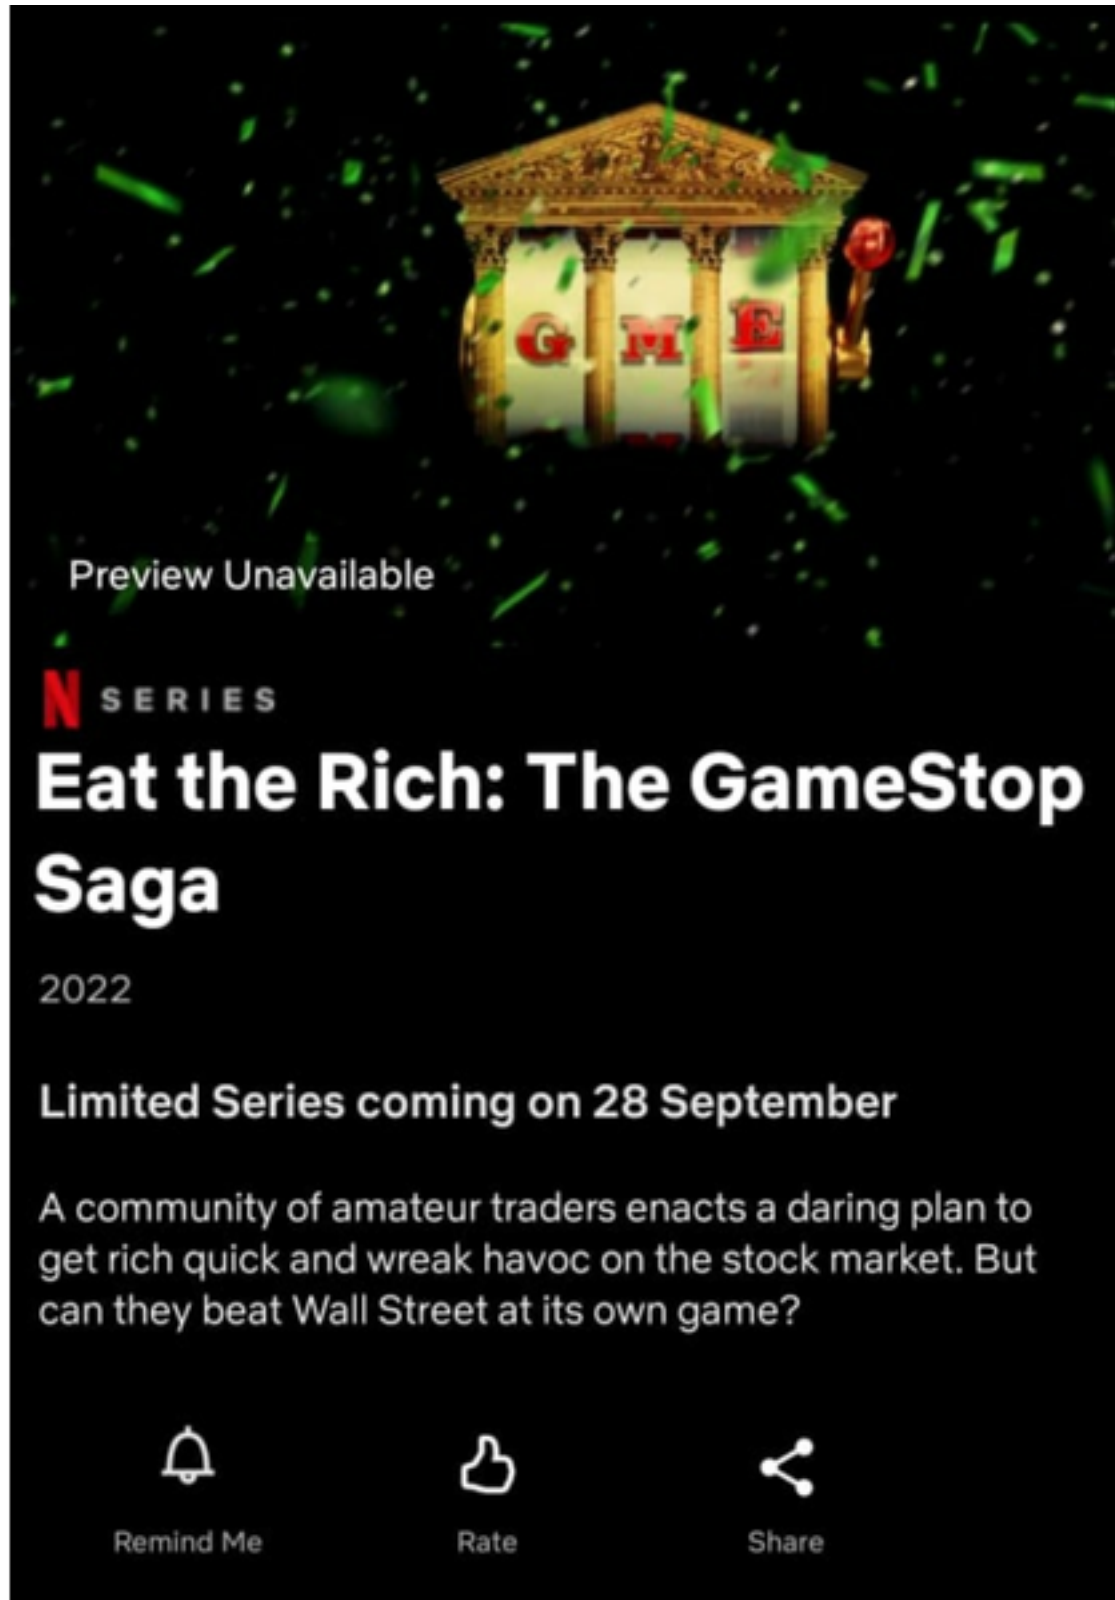 G M E
Preview Unavailable
N SERIES
Eat the Rich: The GameStop
Saga
2022
Limited Series coming on 28 September
A community of amateur traders enacts a daring plan to
get rich quick and wreak havoc on the stock market. But
can they beat Wall Street at its own game?
Remind Me Rate Share